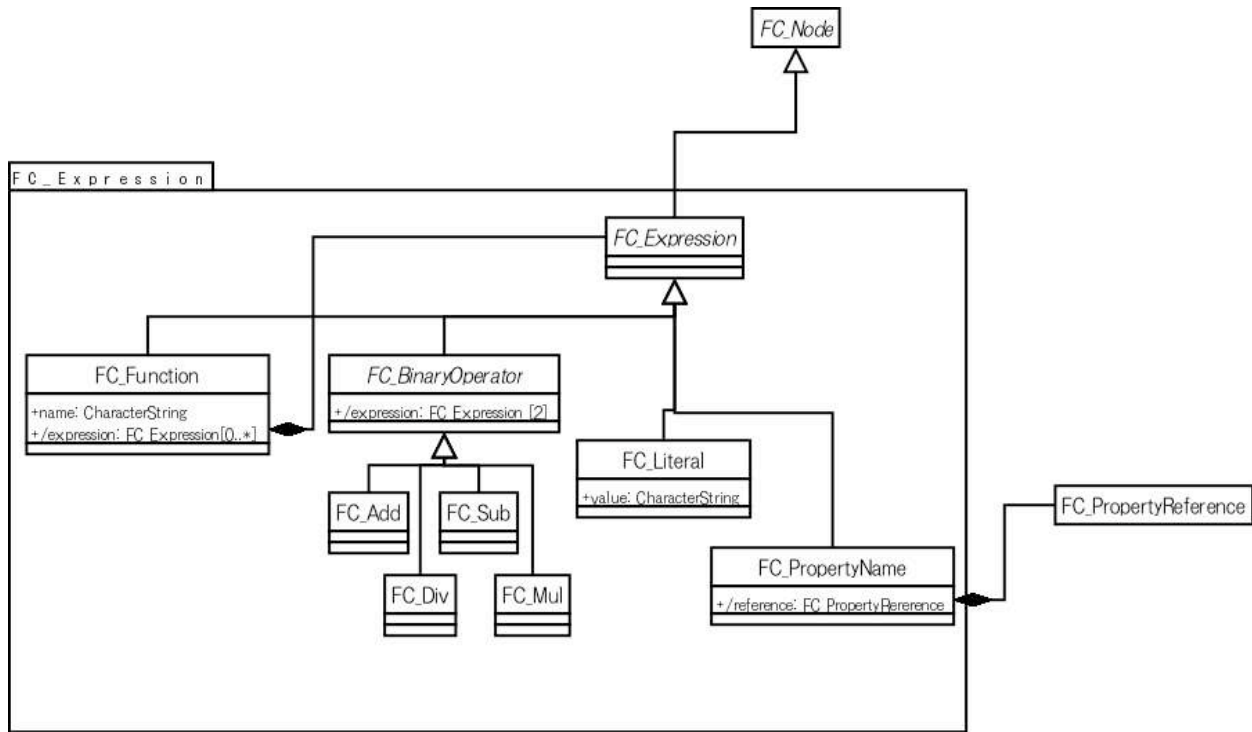 FC_Node
FC_Expression
FC_Expression
FC_Function
+name: CharacterString
+/expression: FC_Expression[0..*]
FC_BinaryOperator
+/expression: FC_Expression [2]
FC_Literal
+value: CharacterString
FC_Add
FC_Sub
FC_PropertyReference
FC_PropertyName
+/reference: FC_PropertyRererence
FC_Div
FC_Mul